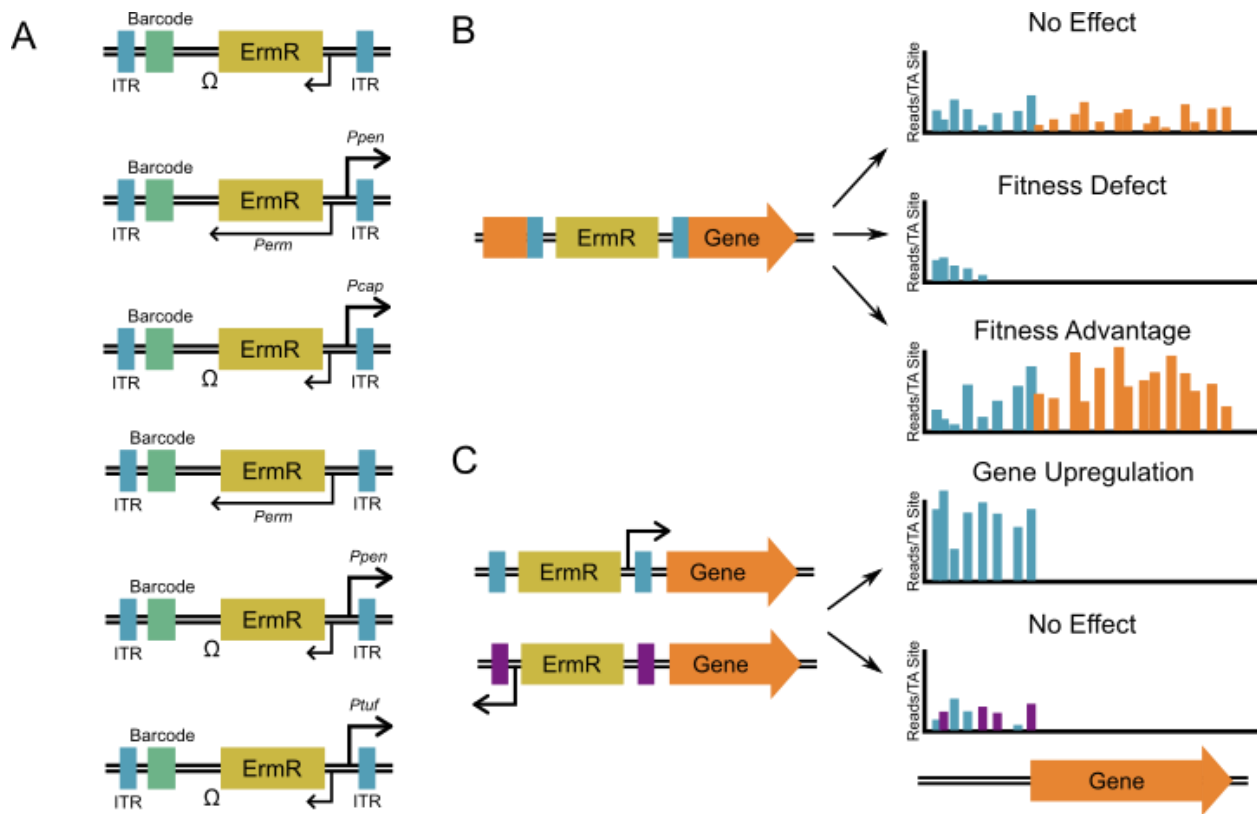 A
Barcode
ErmR
ITR
Ω
ITR
Barcode
Ppen
ErmR
ITR
Perm
ITR
Barcode
Pcap
ErmR
ITR
Ω
ITR
Barcode
ErmR
ITR
Perm
ITR
Barcode
Ppen
ErmR
ITR
Ω
ITR
Barcode
Ptuf
ErmR
ITR
Ω
ITR
B
ErmR
Gene
No Effect
Reads/TA Site
Fitness Defect
Reads/TA Site
Fitness Advantage
Reads/TA Site
C
ErmR
Gene
ErmR
Gene
Gene Upregulation
Reads/TA Site
No Effect
Reads/TA Site
Gene